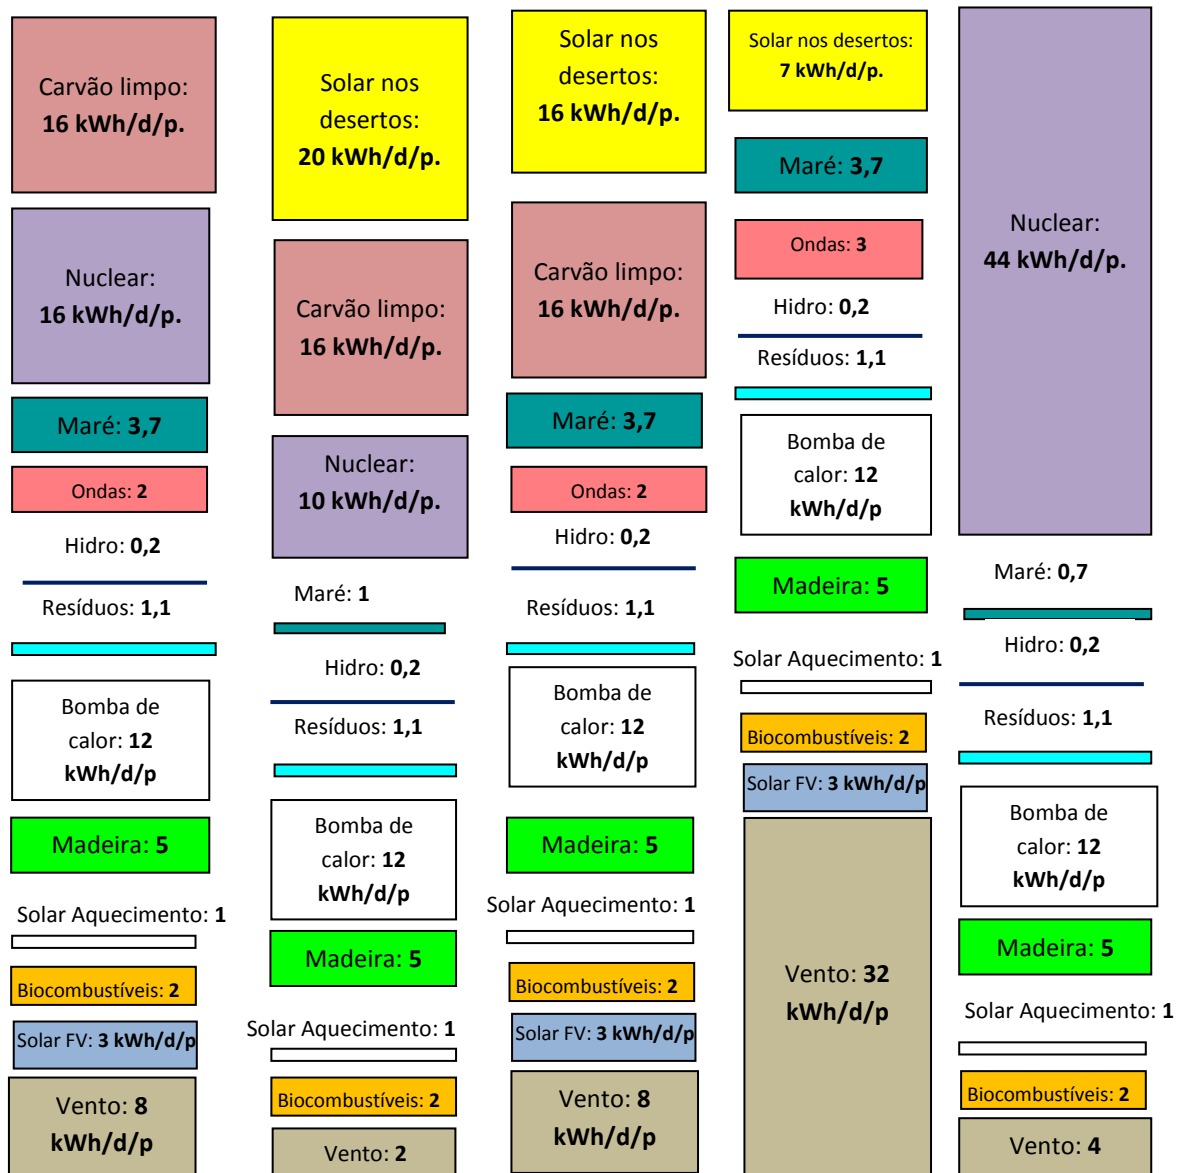 Carvão limpo:
16 kWh/d/p.
Nuclear:
16 kWh/d/p.
Maré: 3,7
Ondas: 2
Hidro: 0,2
Resíduos: 1,1
Bomba de
calor: 12
kWh/d/p
Madeira: 5
Solar Aquecimento: 1
Biocombustíveis: 2
Solar FV: 3 kWh/d/p
Vento: 8
kWh/d/p
Solar nos
desertos:
20 kWh/d/p.
Carvão limpo:
16 kWh/d/p.
Nuclear:
10 kWh/d/p.
Maré: 1
Hidro: 0,2
Resíduos: 1,1
Bomba de
calor: 12
kWh/d/p
Madeira: 5
Solar Aquecimento: 1
Biocombustíveis: 2
Vento: 2
Solar nos
desertos:
16 kWh/d/p.
Carvão limpo:
16 kWh/d/p.
Maré: 3,7
Ondas: 2
Hidro: 0,2
Resíduos: 1,1
Bomba de
calor: 12
kWh/d/p
Madeira: 5
Solar Aquecimento: 1
Biocombustíveis: 2
Solar FV: 3 kWh/d/p
Vento: 8
kWh/d/p
Solar nos desertos:
7 kWh/d/p.
Maré: 3,7
Ondas: 3
Hidro: 0,2
Resíduos: 1,1
Bomba de
calor: 12
kWh/d/p
Madeira: 5
Solar Aquecimento: 1
Biocombustíveis: 2
Solar FV: 3 kWh/d/p
Vento: 32
kWh/d/p
Nuclear:
44 kWh/d/p.
Maré: 0,7
Hidro: 0,2
Resíduos: 1,1
Bomba de
calor: 12
kWh/d/p
Madeira: 5
Solar Aquecimento: 1
Biocombustíveis: 2
Vento: 4